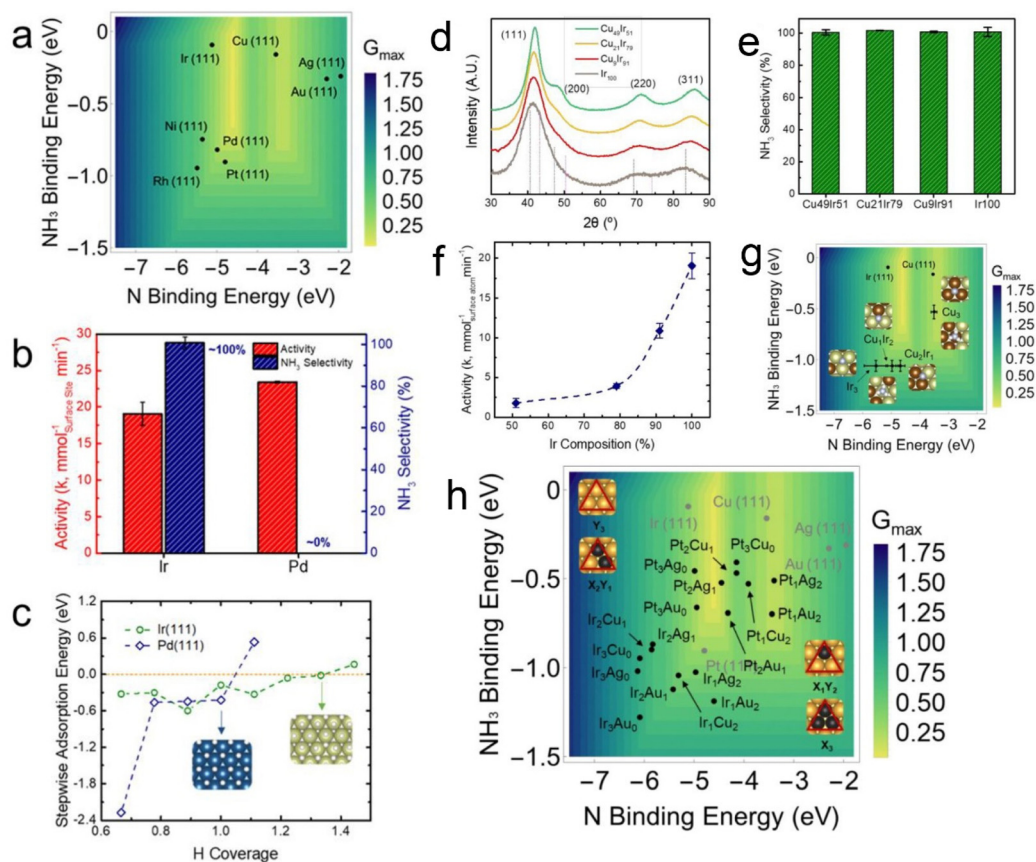 a
NH₃ Binding Energy (eV)
0
−0.5
−1.0
−1.5
Cu (111)
Ir (111)
Ag (111)
Au (111)
Ni (111)
Pd (111)
Pt (111)
Rh (111)
−7 −6 −5 −4 −3 −2
N Binding Energy (eV)
Gmax
1.75
1.50
1.25
1.00
0.75
0.50
0.25
d
Intensity (A.U.)
(111)
(200)
(220)
(311)
Cu₄₉Ir₅₁
Cu₂₁Ir₇₉
Cu₉Ir₉₁
Ir₁₀₀
30 40 50 60 70 80 90
2θ (º)
e
NH₃ Selectivity (%)
100
80
60
40
20
0
Cu49Ir51 Cu21Ir79 Cu9Ir91 Ir100
b
Activity (k, mmol⁻¹Surface Site min⁻¹)
30
25
20
15
10
5
0
Activity
NH₃ Selectivity
~100%
~0%
Ir Pd
NH₃ Selectivity (%)
100
80
60
40
20
0
f
Activity (k, mmol⁻¹surface atom min⁻¹)
20
15
10
5
0
50 60 70 80 90 100
Ir Composition (%)
g
NH₃ Binding Energy (eV)
0
−0.5
−1.0
−1.5
Ir (111)
Cu (111)
Cu₃
Cu₁Ir₂
Cu₂Ir₁
Ir₃
−7 −6 −5 −4 −3 −2
N Binding Energy (eV)
Gmax
1.75
1.50
1.25
1.00
0.75
0.50
0.25
c
Stepwise Adsorption Energy (eV)
1.2
0.6
0.0
-0.6
-1.2
-1.8
-2.4
Ir(111)
Pd(111)
0.6 0.8 1.0 1.2 1.4
H Coverage
h
NH₃ Binding Energy (eV)
0
−0.5
−1.0
−1.5
Y₃
X₂Y₁
Ir (111)
Cu (111)
Ag (111)
Au (111)
Pt₂Cu₁
Pt₃Cu₀
Pt₃Ag₀
Pt₂Ag₁
Pt₁Ag₂
Pt₃Au₀
Pt₁Au₂
Ir₂Cu₁
Ir₂Ag₁
Pt₁Cu₂
Ir₃Cu₀
Pt₂Au₁
Ir₃Ag₀
Ir₁Ag₂
Ir₂Au₁
Ir₁Au₂
Ir₁Cu₂
Ir₃Au₀
X₁Y₂
X₃
−7 −6 −5 −4 −3 −2
N Binding Energy (eV)
Gmax
1.75
1.50
1.25
1.00
0.75
0.50
0.25